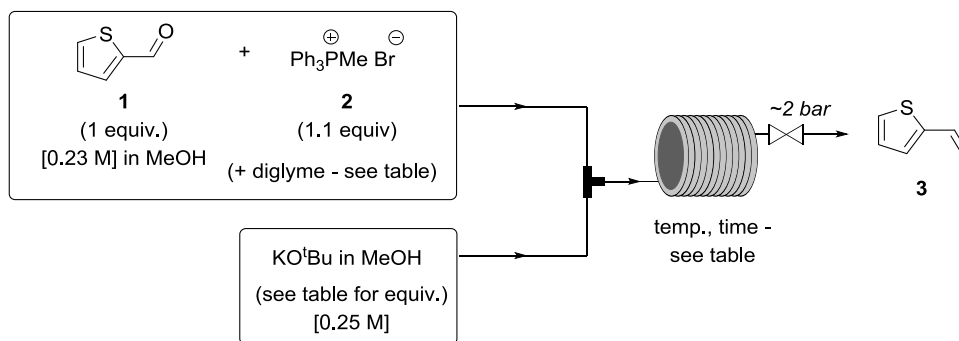 S
O
+
Ph₃PMe Br
⊕
⊖
1
2
(1 equiv.)
(1.1 equiv)
[0.23 M] in MeOH
(+ diglyme - see table)
KOᵗBu in MeOH
(see table for equiv.)
[0.25 M]
temp., time -
see table
~2 bar
S
3